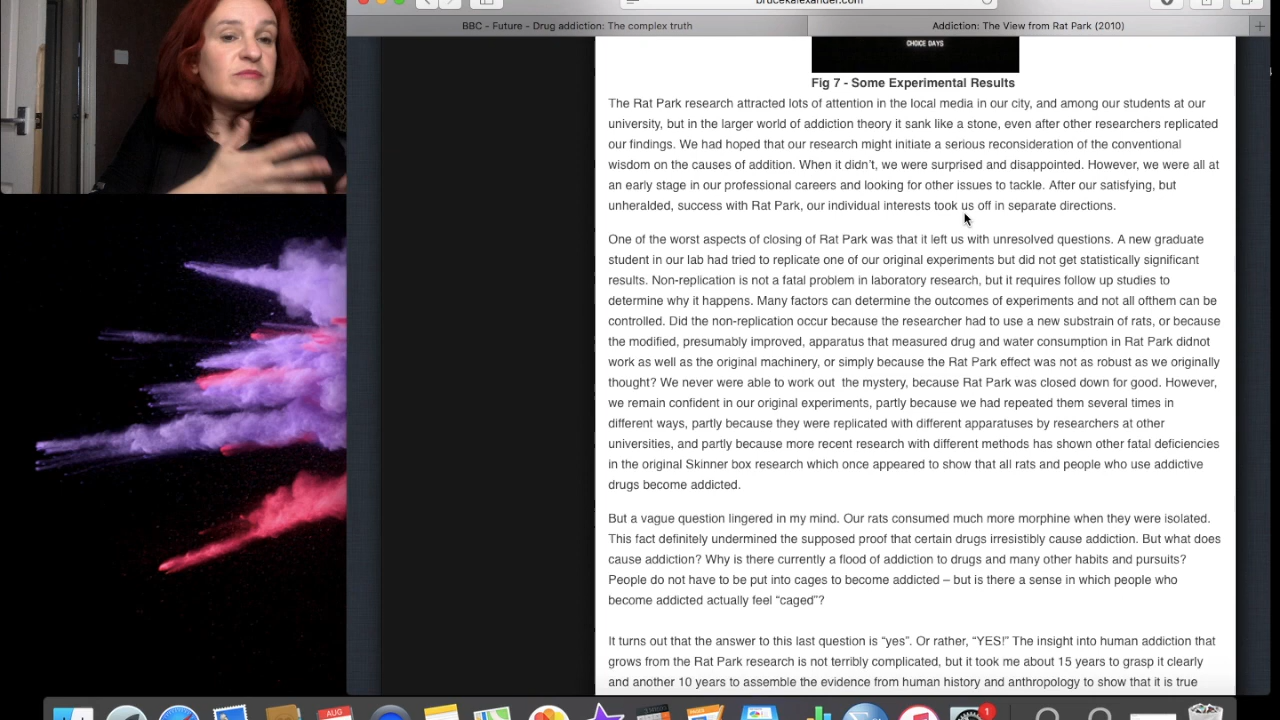 brucekalexander.com
BBC - Future - Drug addiction: The complex truth
Addiction: The View from Rat Park (2010)
CHOICE DAYS
Fig 7 - Some Experimental Results
The Rat Park research attracted lots of attention in the local media in our city, and among our students at our
university, but in the larger world of addiction theory it sank like a stone, even after other researchers replicated
our findings. We had hoped that our research might initiate a serious reconsideration of the conventional
wisdom on the causes of addition. When it didn't, we were surprised and disappointed. However, we were all at
an early stage in our professional careers and looking for other issues to tackle. After our satisfying, but
unheralded, success with Rat Park, our individual interests took us off in separate directions.
One of the worst aspects of closing of Rat Park was that it left us with unresolved questions. A new graduate
student in our lab had tried to replicate one of our original experiments but did not get statistically significant
results. Non-replication is not a fatal problem in laboratory research, but it requires follow up studies to
determine why it happens. Many factors can determine the outcomes of experiments and not all ofthem can be
controlled. Did the non-replication occur because the researcher had to use a new substrain of rats, or because
the modified, presumably improved, apparatus that measured drug and water consumption in Rat Park didnot
work as well as the original machinery, or simply because the Rat Park effect was not as robust as we originally
thought? We never were able to work out  the mystery, because Rat Park was closed down for good. However,
we remain confident in our original experiments, partly because we had repeated them several times in
different ways, partly because they were replicated with different apparatuses by researchers at other
universities, and partly because more recent research with different methods has shown other fatal deficiencies
in the original Skinner box research which once appeared to show that all rats and people who use addictive
drugs become addicted.
But a vague question lingered in my mind. Our rats consumed much more morphine when they were isolated.
This fact definitely undermined the supposed proof that certain drugs irresistibly cause addiction. But what does
cause addiction? Why is there currently a flood of addiction to drugs and many other habits and pursuits?
People do not have to be put into cages to become addicted – but is there a sense in which people who
become addicted actually feel “caged”?
It turns out that the answer to this last question is “yes”. Or rather, “YES!” The insight into human addiction that
grows from the Rat Park research is not terribly complicated, but it took me about 15 years to grasp it clearly
and another 10 years to assemble the evidence from human history and anthropology to show that it is true
AUG
1